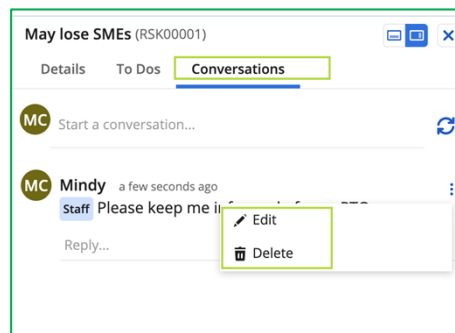 May lose SMEs (RSK00001)
Details To Dos Conversations
MC Start a conversation...
MC Mindy a few seconds ago
Staff Please keep me
Edit
Delete
Reply...